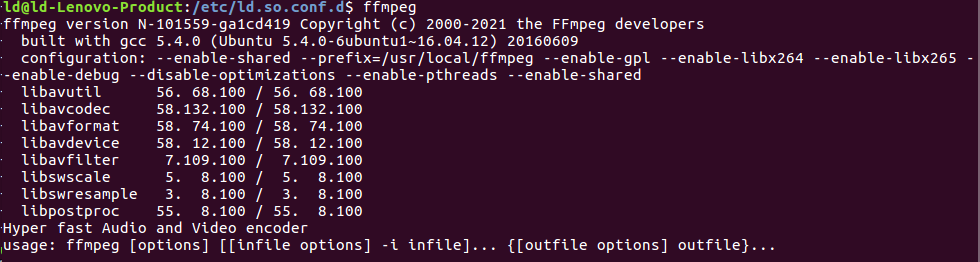 ld@ld-Lenovo-Product:/etc/ld.so.conf.d$ ffmpeg
ffmpeg version N-101559-ga1cd419 Copyright (c) 2000-2021 the FFmpeg developers
  built with gcc 5.4.0 (Ubuntu 5.4.0-6ubuntu1~16.04.12) 20160609
  configuration: --enable-shared --prefix=/usr/local/ffmpeg --enable-gpl --enable-libx264 --enable-libx265 -
-enable-debug --disable-optimizations --enable-pthreads --enable-shared
  libavutil      56. 68.100 / 56. 68.100
  libavcodec     58.132.100 / 58.132.100
  libavformat    58. 74.100 / 58. 74.100
  libavdevice    58. 12.100 / 58. 12.100
  libavfilter     7.109.100 /  7.109.100
  libswscale      5.  8.100 /  5.  8.100
  libswresample   3.  8.100 /  3.  8.100
  libpostproc    55.  8.100 / 55.  8.100
Hyper fast Audio and Video encoder
usage: ffmpeg [options] [[infile options] -i infile]... {[outfile options] outfile}...